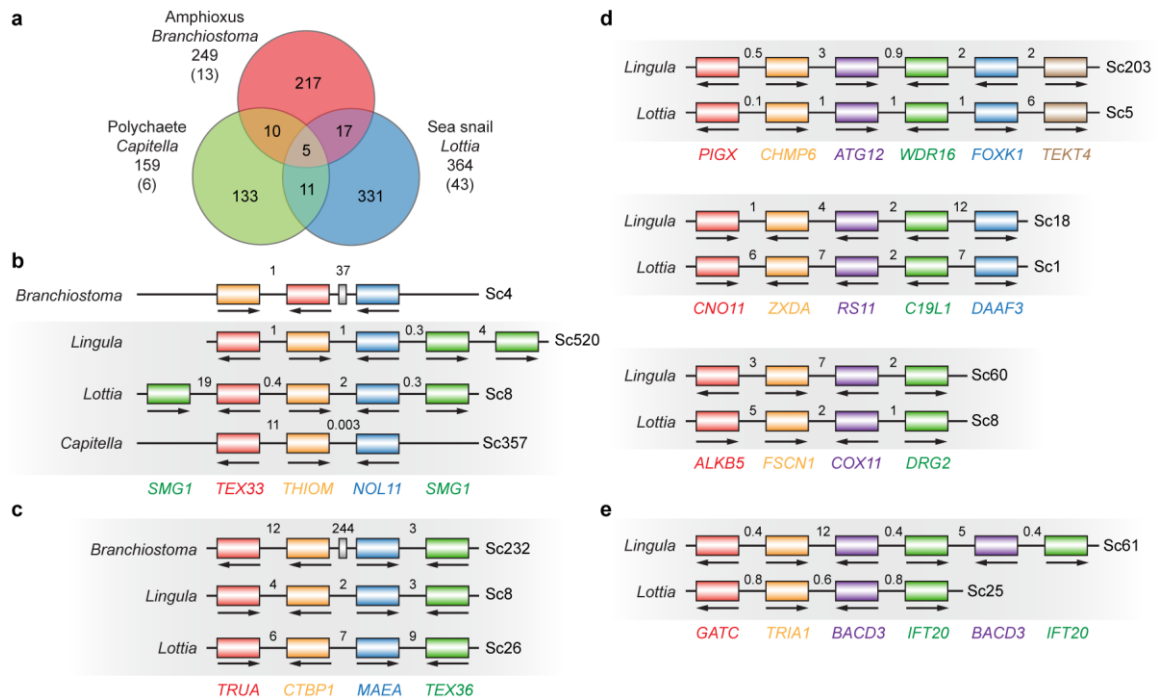 a
Amphioxus
Branchiostoma
249
(13)
217
Polychaete
Capitella
159
(6)
10
17
5
Sea snail
Lottia
364
(43)
133
11
331
b
1 37
Branchiostoma Sc4
1 1 0.3 4
Lingula Sc520
19 0.4 2 0.3
Lottia Sc8
11 0.003
Capitella Sc357
SMG1 TEX33 THIOM NOL11 SMG1
c
12 244 3
Branchiostoma Sc232
4 2 3
Lingula Sc8
6 7 9
Lottia Sc26
TRUA CTBP1 MAEA TEX36
d
0.5 3 0.9 2 2
Lingula Sc203
0.1 1 1 1 6
Lottia Sc5
PIGX CHMP6 ATG12 WDR16 FOXK1 TEKT4
1 4 2 12
Lingula Sc18
6 7 2 7
Lottia Sc1
CNO11 ZXDA RS11 C19L1 DAAF3
3 7 2
Lingula Sc60
5 2 1
Lottia Sc8
ALKB5 FSCN1 COX11 DRG2
e
0.4 12 0.4 5 0.4
Lingula Sc61
0.8 0.6 0.8
Lottia Sc25
GATC TRIA1 BACD3 IFT20 BACD3 IFT20